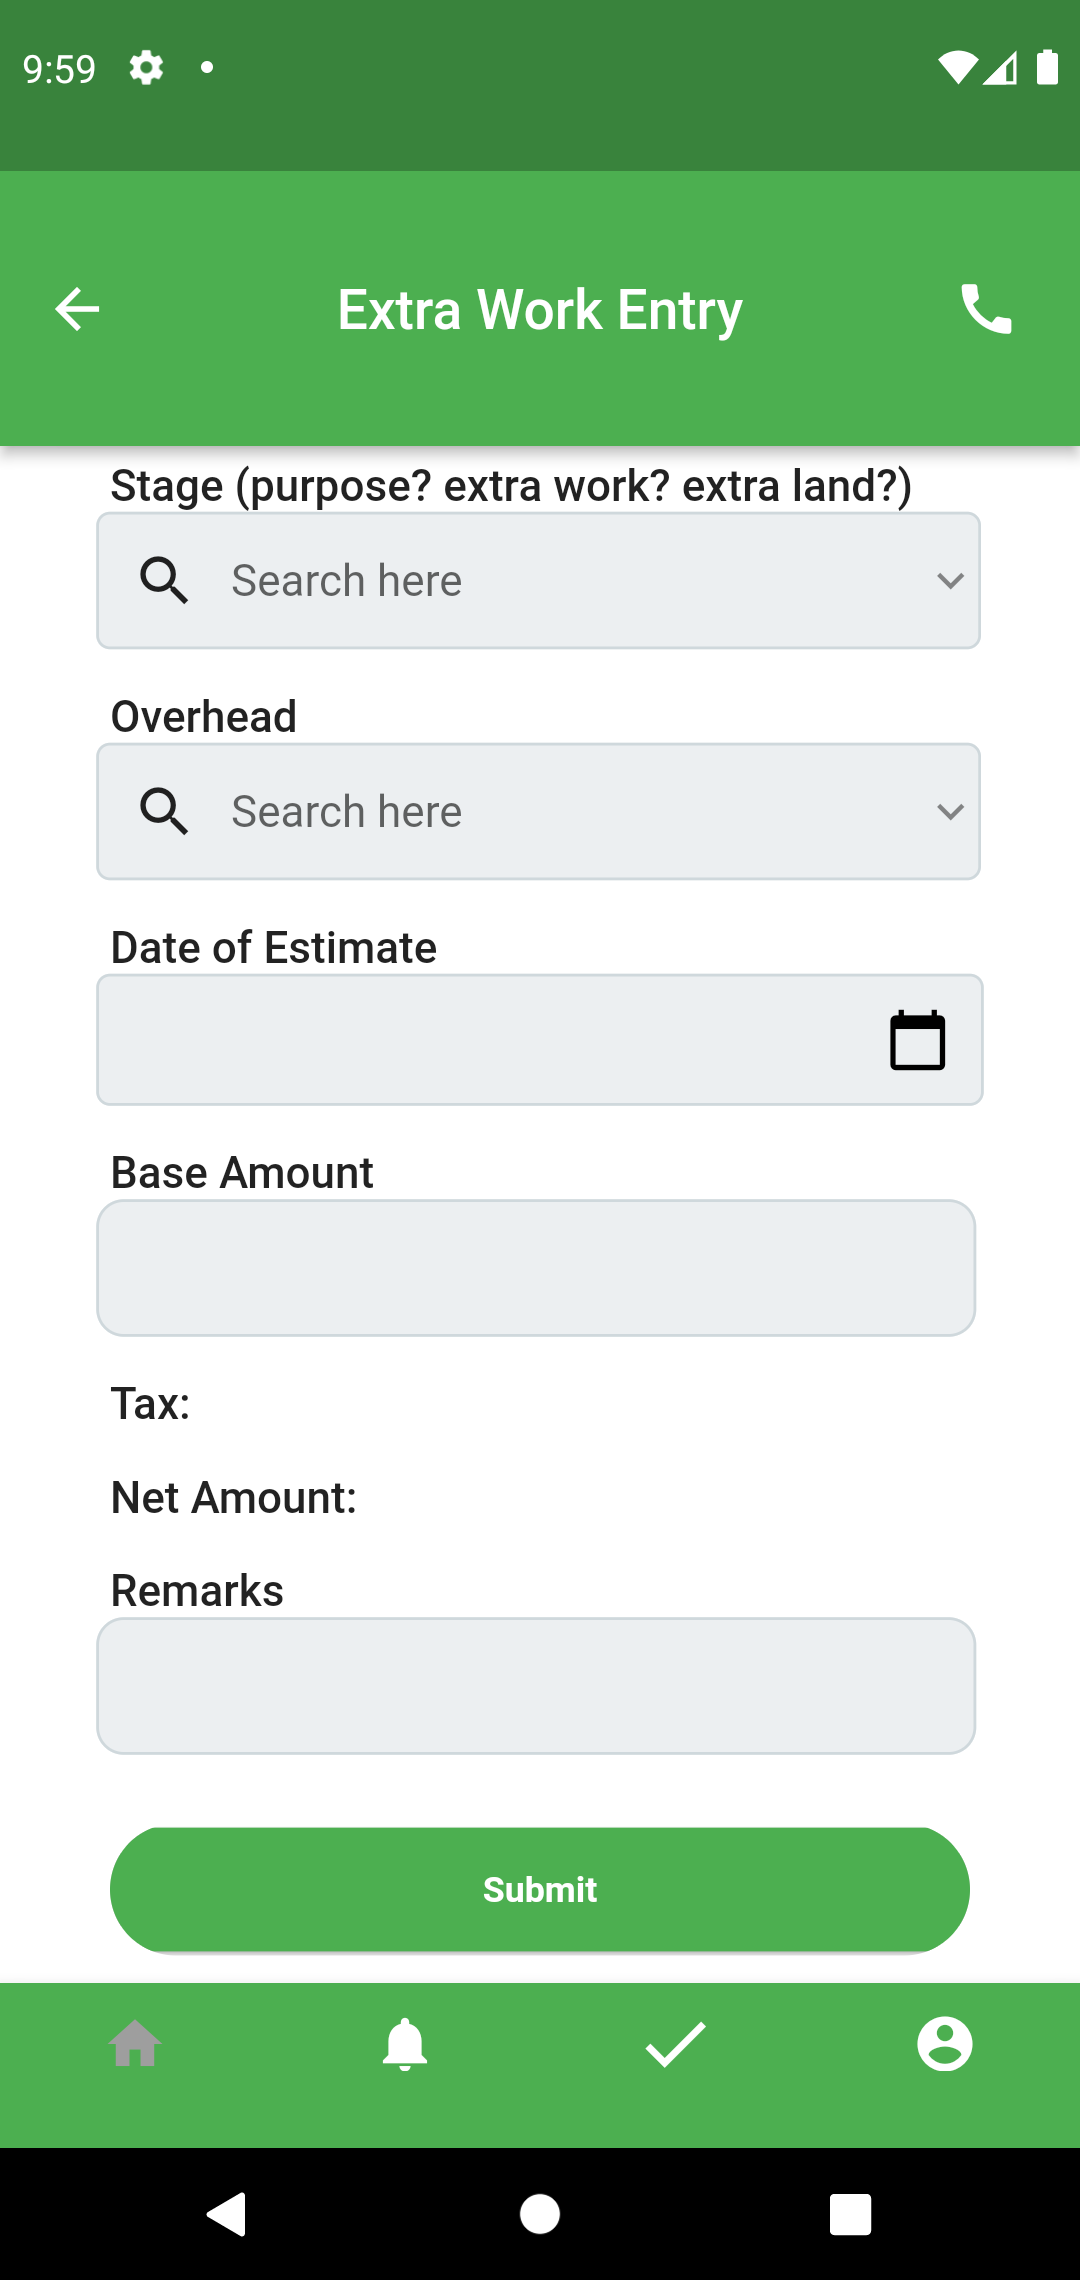 9:59
Extra Work Entry
Stage (purpose? extra work? extra land?)
Search here
Overhead
Search here
Date of Estimate
Base Amount
Tax:
Net Amount:
Remarks
Submit